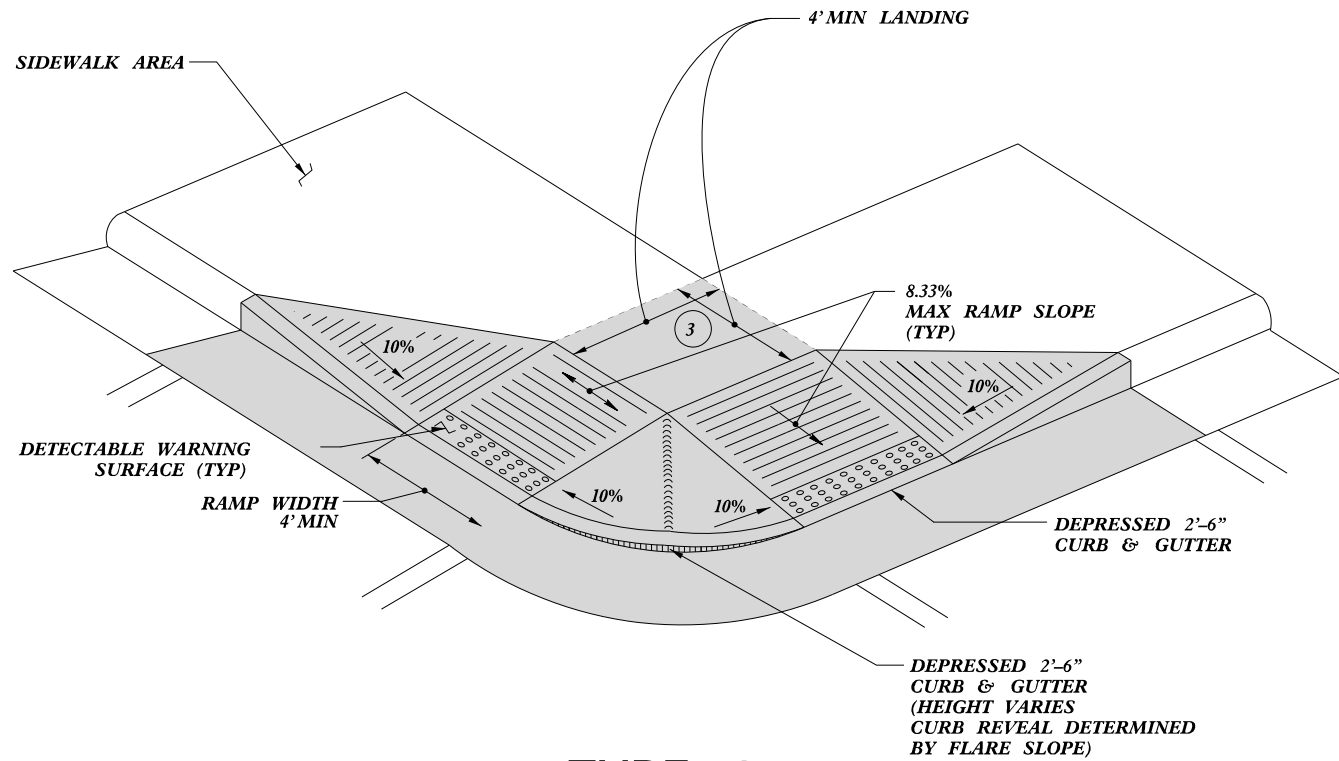 4' MIN LANDING
SIDEWALK AREA
8.33%
MAX RAMP SLOPE
(TYP)
3
10%
10%
DETECTABLE WARNING
SURFACE (TYP)
RAMP WIDTH
4' MIN
10%
10%
DEPRESSED 2'–6”
CURB & GUTTER
DEPRESSED 2'–6”
CURB & GUTTER
(HEIGHT VARIES
CURB REVEAL DETERMINED
BY FLARE SLOPE)